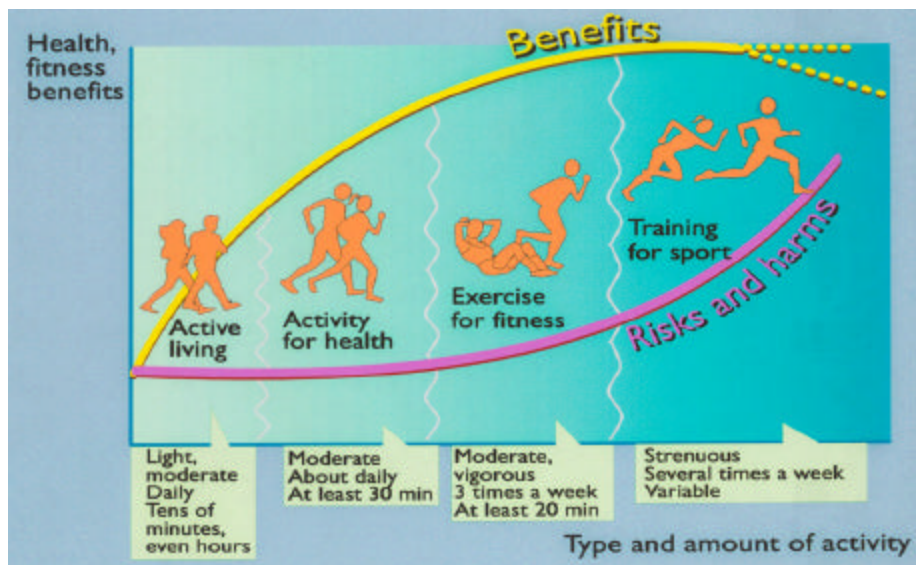 Health,
fitness
benefits
Benefits
Active
living
Activity
for health
Exercise
for fitness
Training
for sport
Risks and harms
Light,
moderate
Daily
Tens of
minutes,
even hours
Moderate
About daily
At least 30 min
Moderate,
vigorous
3 times a week
At least 20 min
Strenuous
Several times a week
Variable
Type and amount of activity